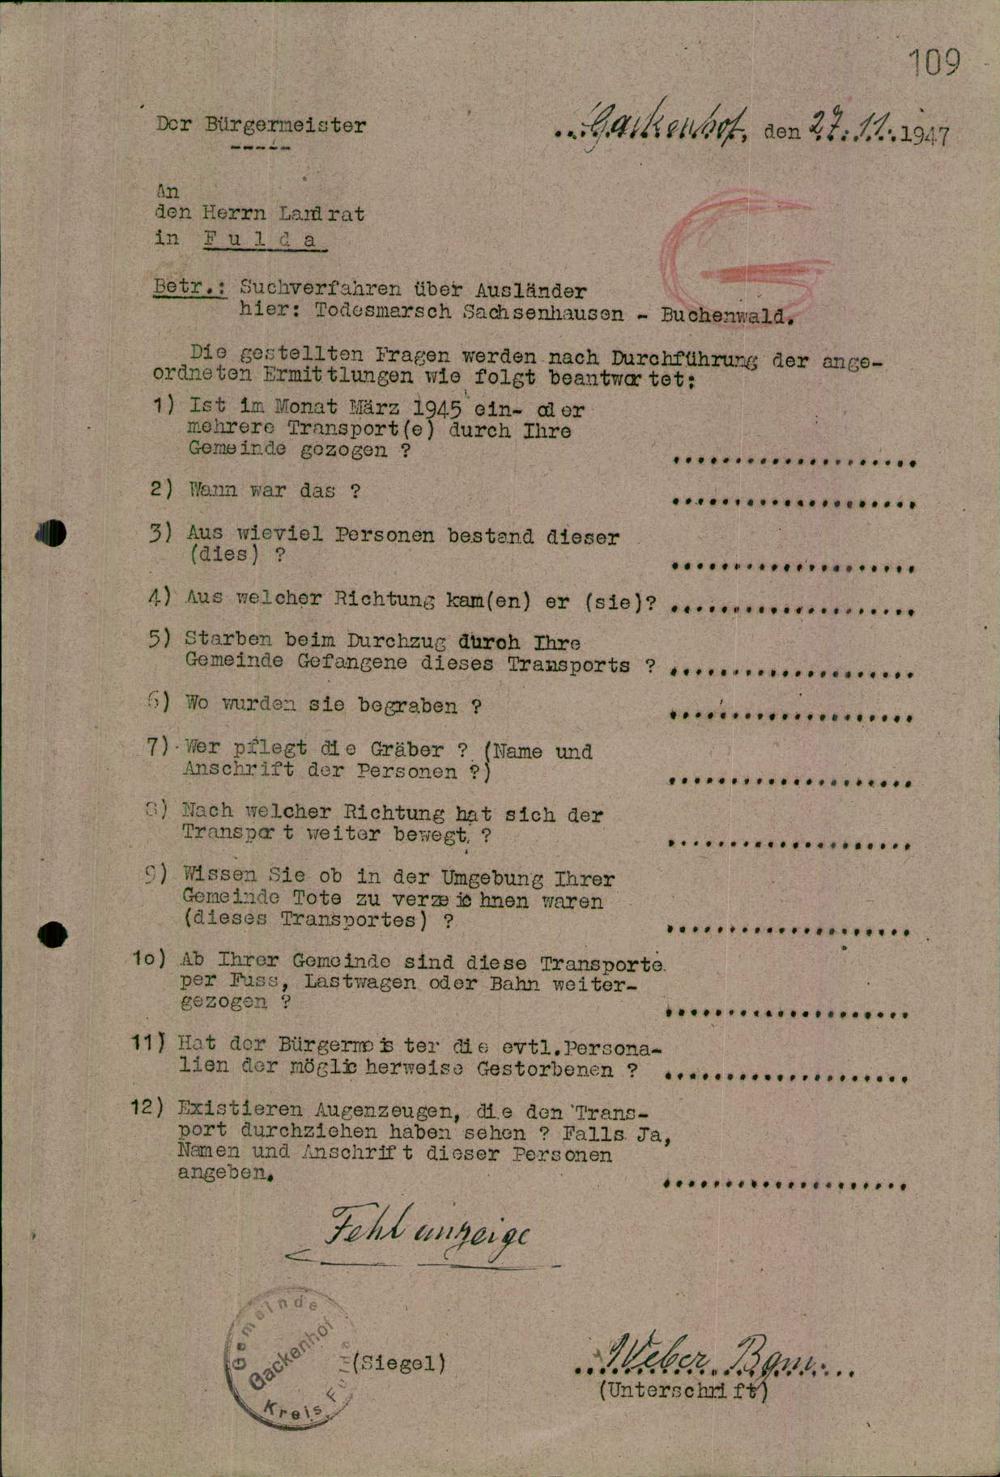 109
Der Bürgermeister
-----
..Gackenhof, den 27.11.1947
An
den Herrn Landrat
in Fulda
Betr.: Suchverfahren über Ausländer
hier: Todesmarsch Sachsenhausen - Buchenwald.
Die gestellten Fragen werden nach Durchführung der ange-
ordneten Ermittlungen wie folgt beantwortet:
1) Ist im Monat März 1945 ein- oder
mehrere Transport(e) durch Ihre
Gemeinde gezogen ? ....................
2) Wann war das ? ....................
3) Aus wieviel Personen bestand dieser
(dies) ? ....................
4) Aus welcher Richtung kam(en) er (sie)? ....................
5) Starben beim Durchzug durch Ihre
Gemeinde Gefangene dieses Transports ? ....................
6) Wo wurden sie begraben ? ....................
7) Wer pflegt die Gräber ? (Name und
Anschrift der Personen ?) ....................
8) Nach welcher Richtung hat sich der
Transport weiter bewegt ? ....................
9) Wissen Sie ob in der Umgebung Ihrer
Gemeinde Tote zu verzeichnen waren
(dieses Transportes) ? ....................
1o) Ab Ihrer Gemeinde sind diese Transporte
per Fuss, Lastwagen oder Bahn weiter-
gezogen ? ....................
11) Hat der Bürgermeister die evtl.Persona-
lien der möglicherweise Gestorbenen ? ....................
12) Existieren Augenzeugen, die den Trans-
port durchziehen haben sehen ? Falls Ja,
Namen und Anschrift dieser Personen
angeben. ....................
Fehlanzeige
Gemeinde
Gackenhof
Kreis Fulda
(Siegel)
..Weber. Bgm....
(Unterschrift)